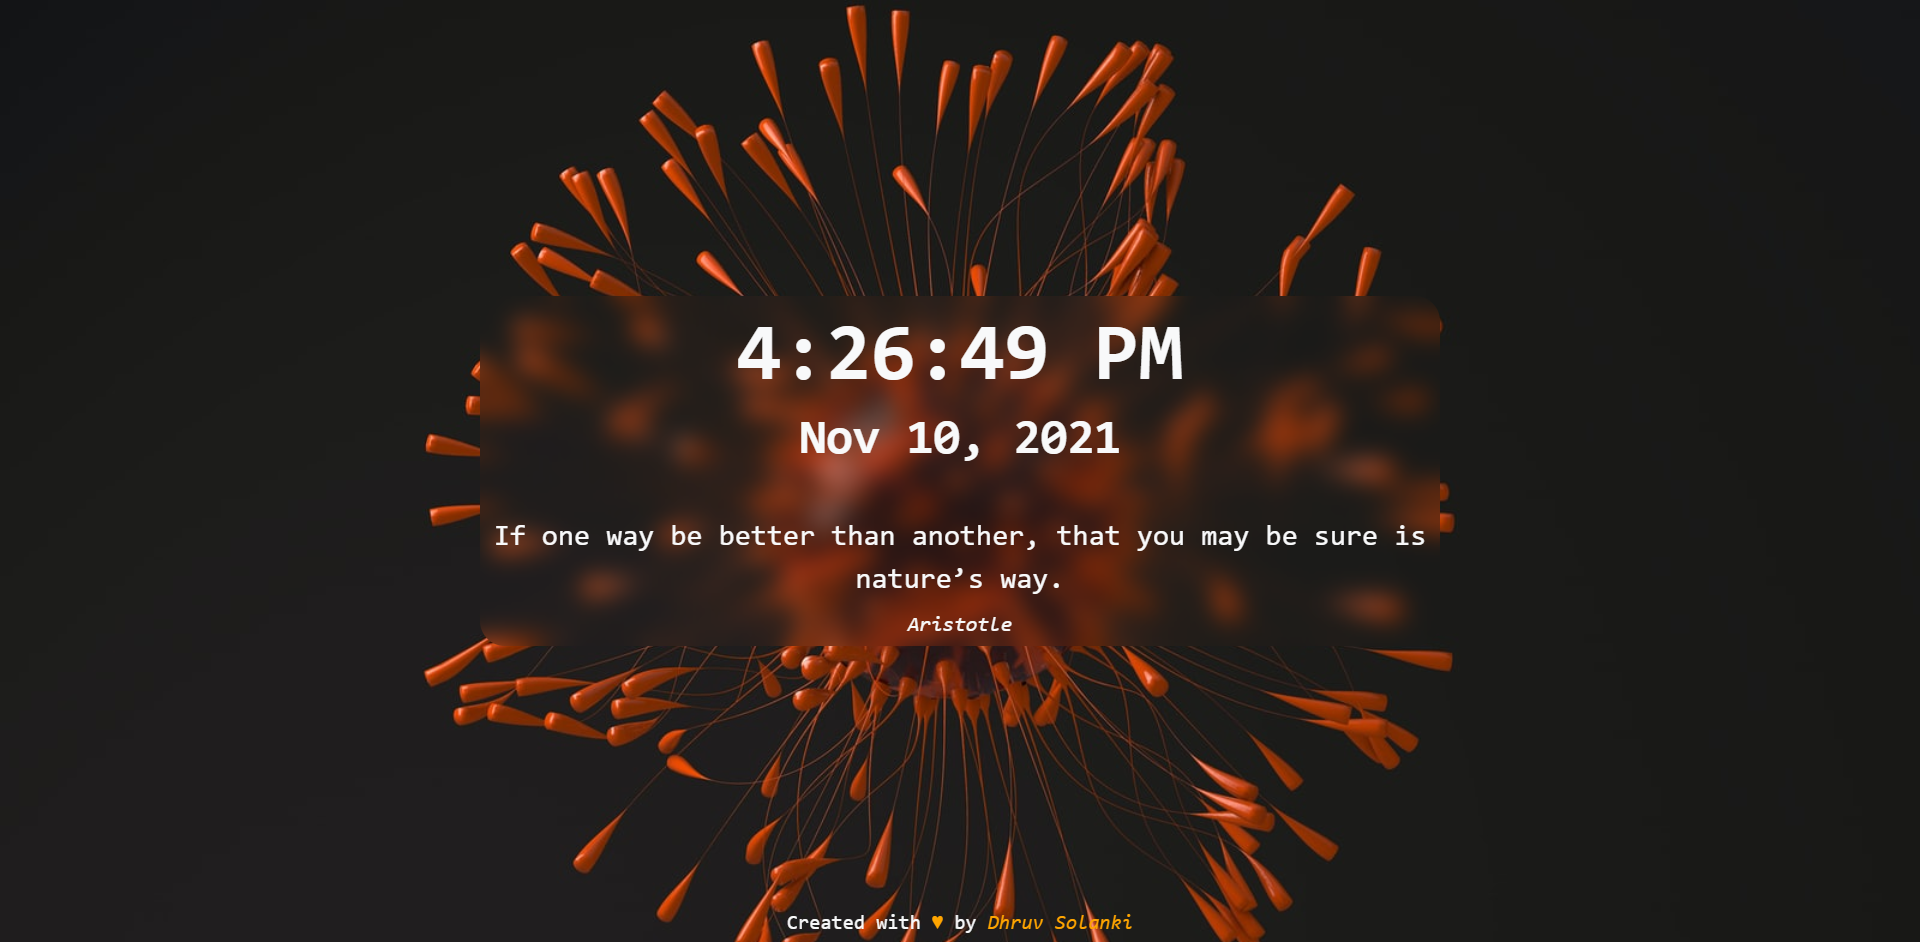 4:26:49 PM
Nov 10, 2021
If one way be better than another, that you may be sure is
nature’s way.
Aristotle
Created with ♥ by Dhruv Solanki